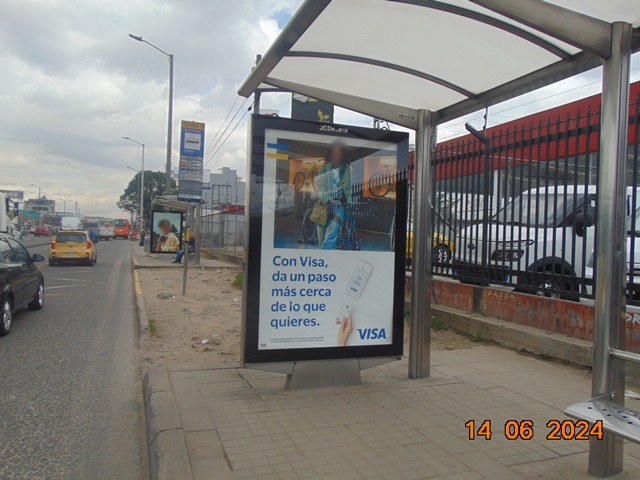 JCDecaux
Con Visa,
da un paso
más cerca
de lo que
quieres.
VISA
14 06 2024